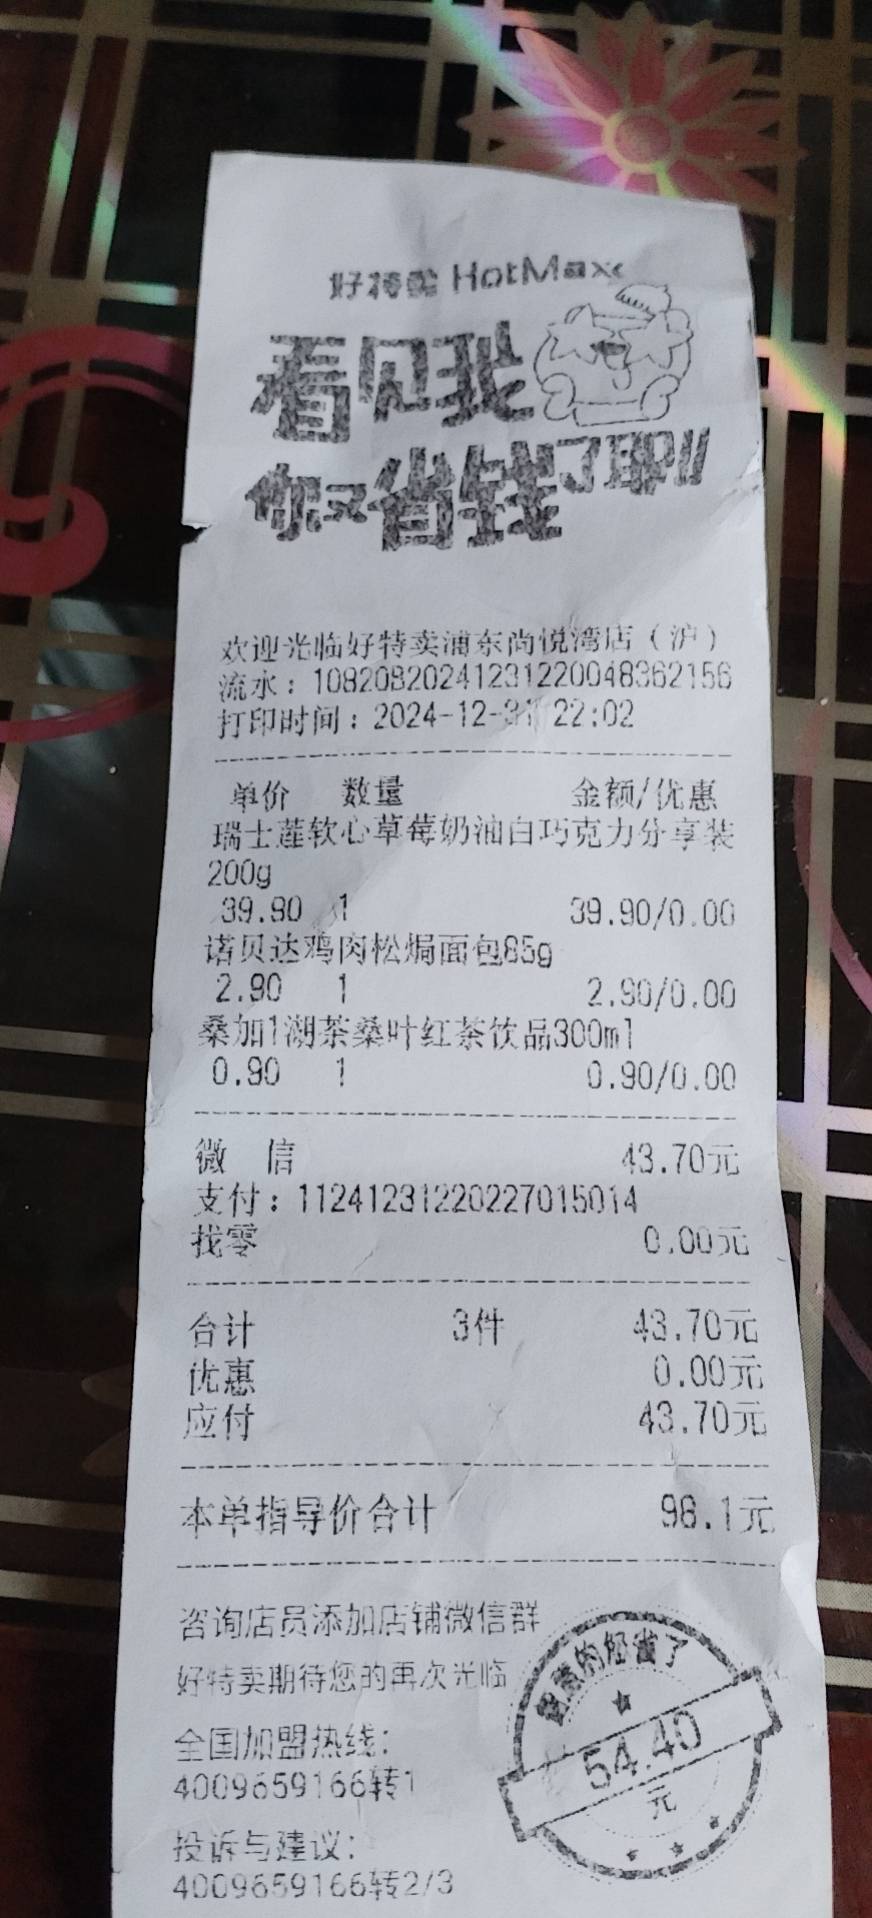 好特卖 HotMaxx
看见我
你又省钱了耶!!
欢迎光临好特卖浦东尚悦湾店（沪）
流水：10820820241231220048362156
打印时间：2024-12-31 22:02
单价 数量 金额/优惠
瑞士莲软心草莓奶油白巧克力分享装
200g
39.90 1 39.90/0.00
诺贝达鸡肉松焗面包85g
2.90 1 2.90/0.00
桑加1湖茶桑叶红茶饮品300ml
0.90 1 0.90/0.00
微 信 43.70元
支付：11241231220227015014
找零 0.00元
合计 3件 43.70元
优惠 0.00元
应付 43.70元
本单指导价合计 98.1元
咨询店员添加店铺微信群
好特卖期待您的再次光临
全国加盟热线：
4009659166转1
投诉与建议：
4009659166转2/3
聪慧的您省了
54.40
元